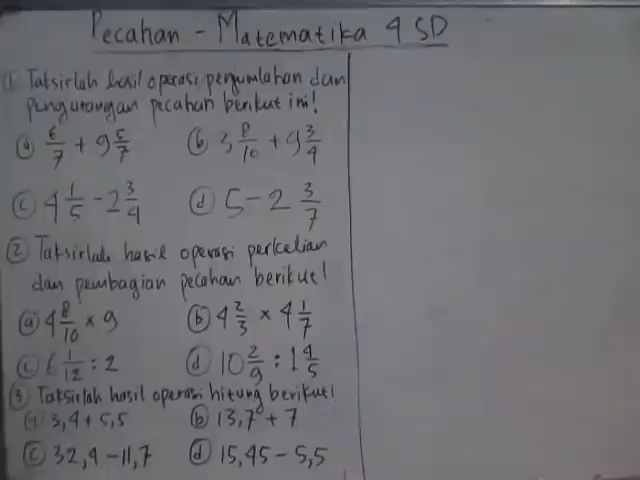 Pecahan - Matematika 4 SD
① Taksirlah hasil operasi penjumlahan dan
pengurangan pecahan berikut ini!
ⓐ 6/7 + 9 5/7 ⓑ 3 8/10 + 9 3/4
ⓒ 4 1/5 - 2 3/4 ⓓ 5 - 2 3/7
② Taksirlah hasil operasi perkalian
dan pembagian pecahan berikut!
ⓐ 4 8/10 × 9 ⓑ 4 2/3 × 4 1/7
ⓒ 6 1/12 : 2 ⓓ 10 2/9 : 1 4/5
③ Taksirlah hasil operasi hitung berikut!
ⓐ 3,4 + 5,5 ⓑ 13,7 + 7
ⓒ 32,4 - 11,7 ⓓ 15,45 - 5,5